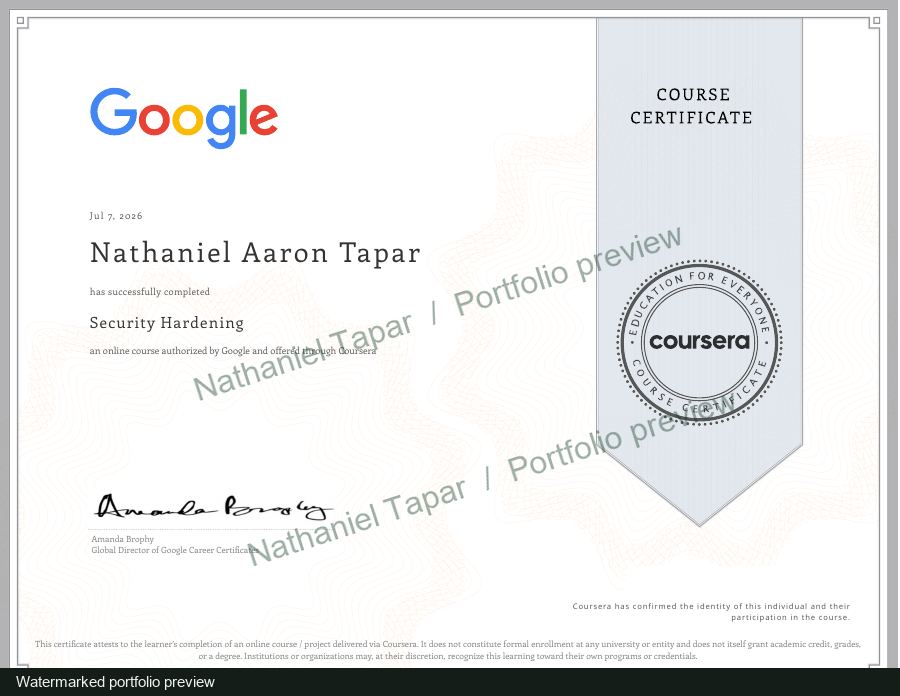 Google
COURSE
CERTIFICATE
Jul 7, 2026
Nathaniel Aaron Tapar
has successfully completed
Security Hardening
an online course authorized by Google and offered through Coursera
EDUCATION FOR EVERYONE
coursera
COURSE CERTIFICATE
Nathaniel Tapar / Portfolio preview
Nathaniel Tapar / Portfolio preview
Amanda Brophy
Amanda Brophy
Global Director of Google Career Certificates
Coursera has confirmed the identity of this individual and their
participation in the course.
This certificate attests to the learner's completion of an online course / project delivered via Coursera. It does not constitute formal enrollment at any university or entity and does not itself grant academic credit, grades,
or a degree. Institutions or organizations may, at their discretion, recognize this learning toward their own programs or credentials.
Watermarked portfolio preview